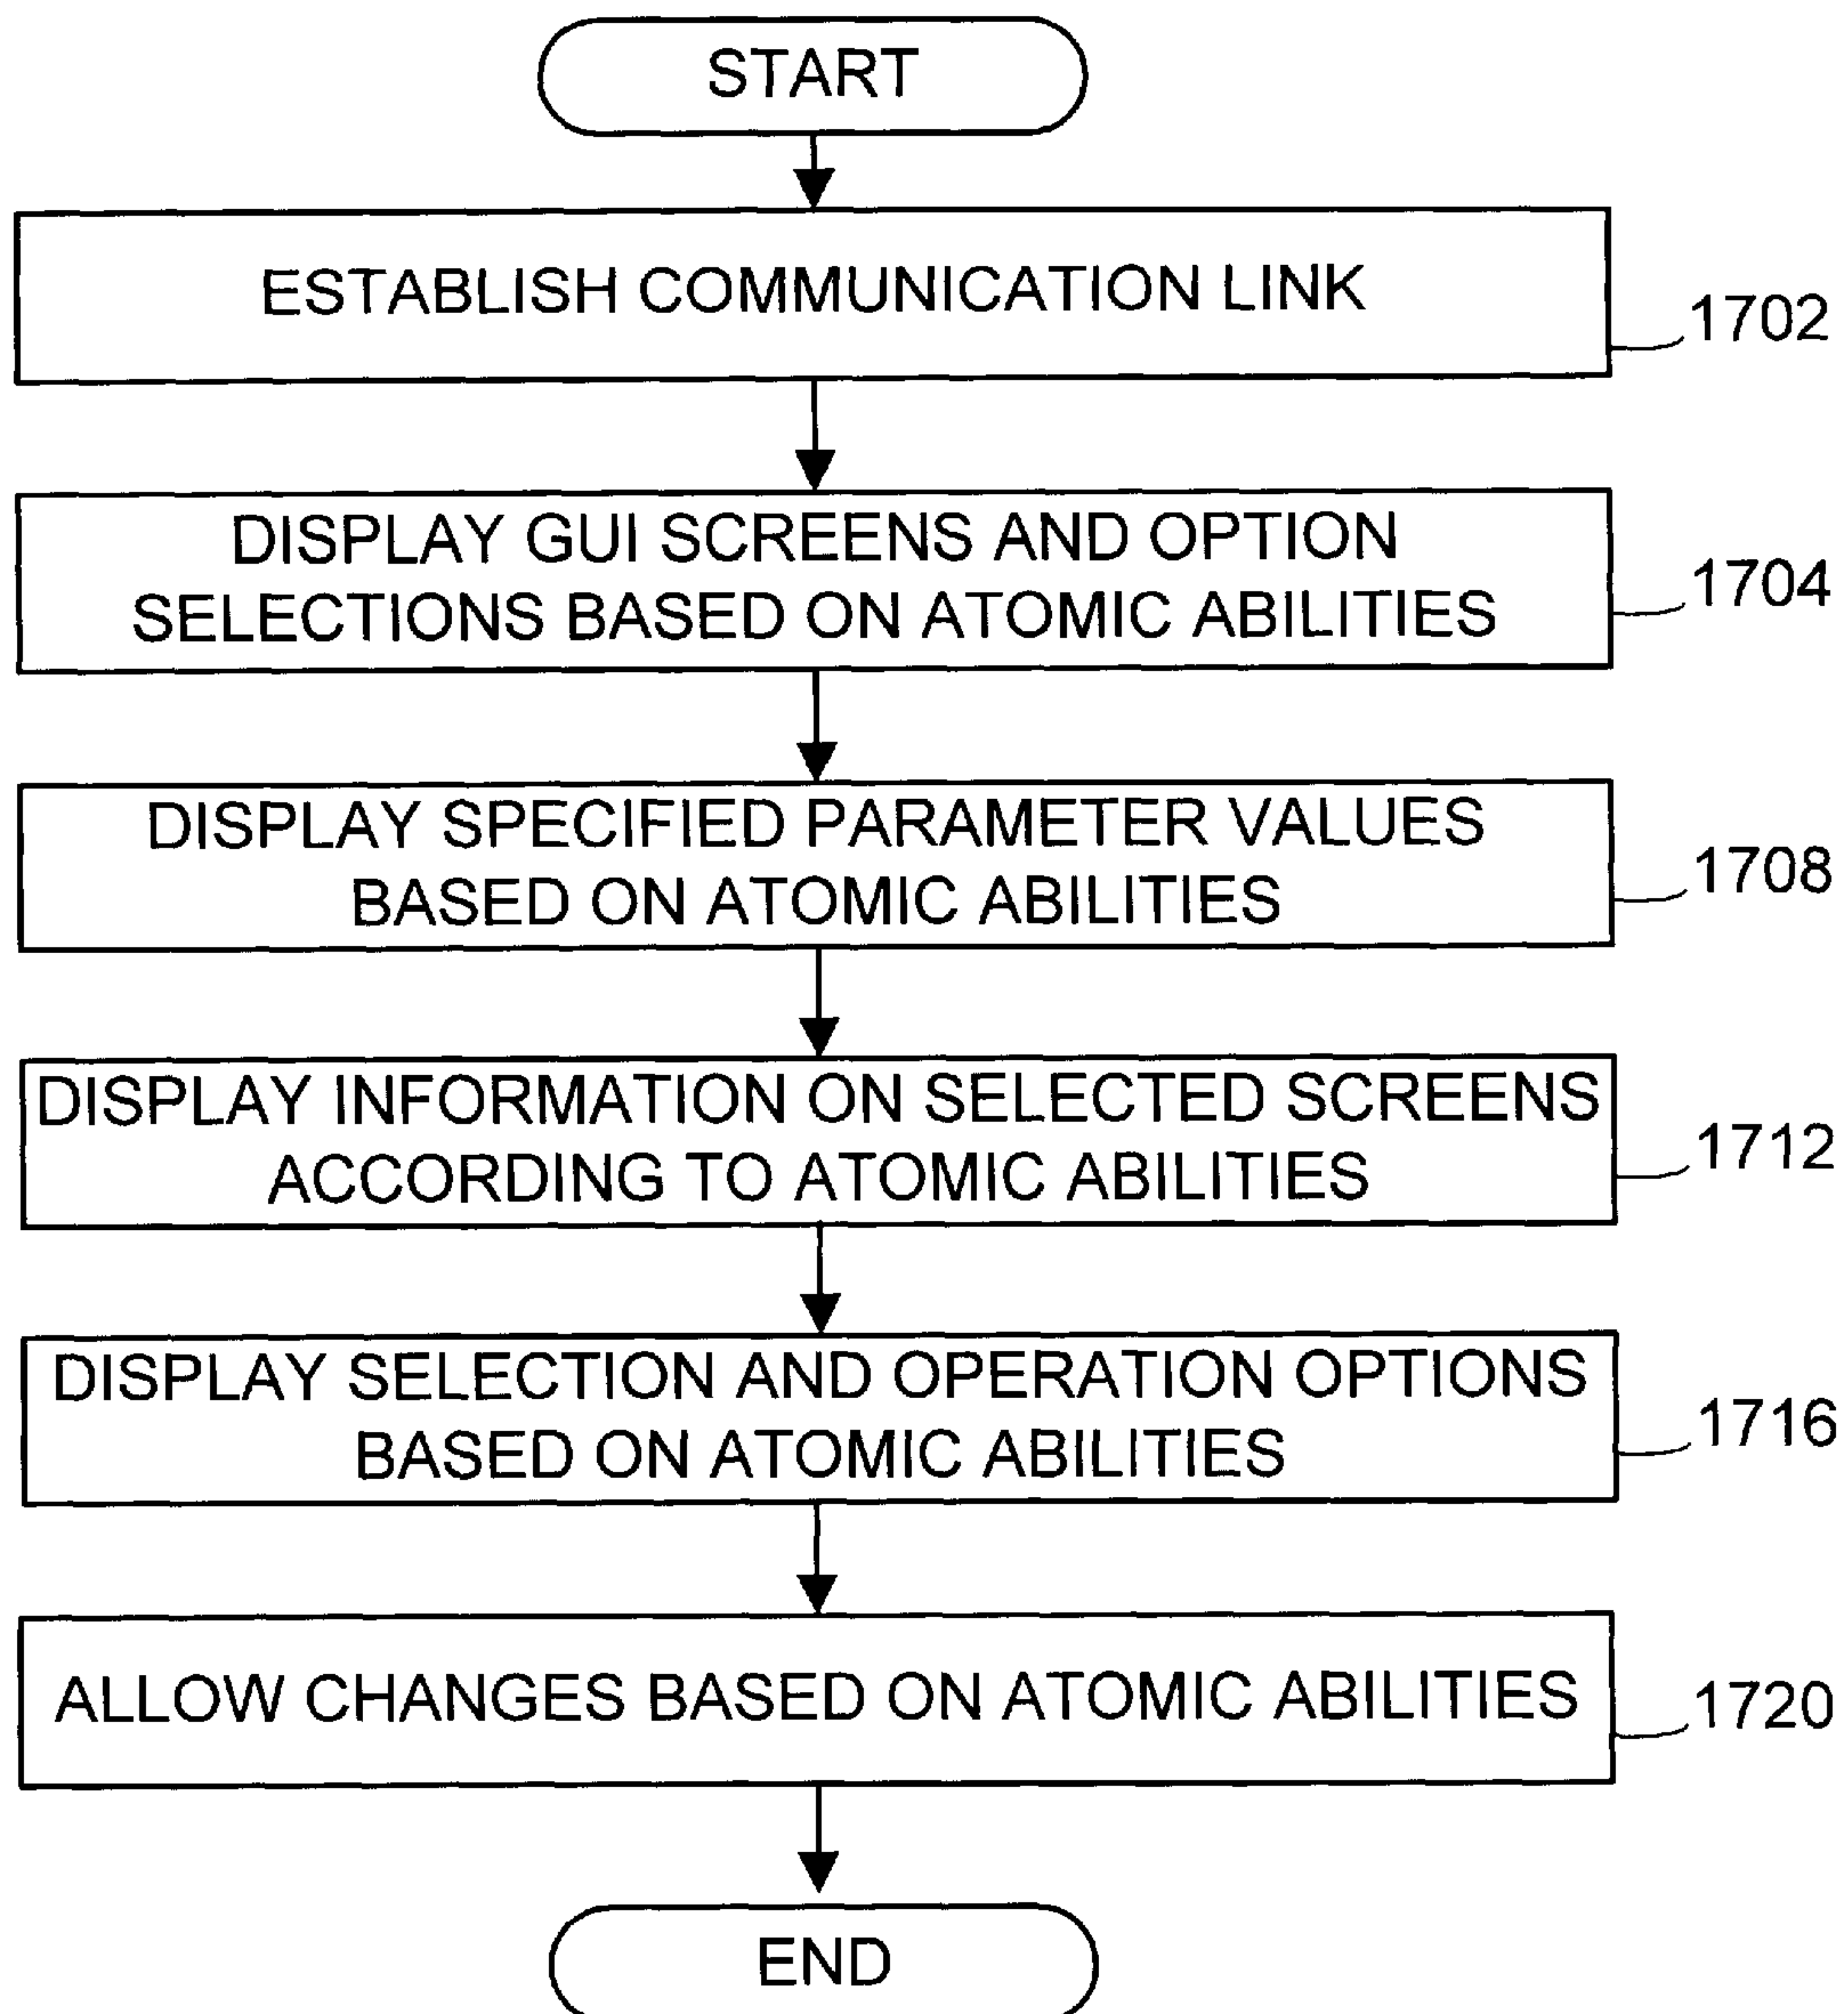 START
ESTABLISH COMMUNICATION LINK
1702
DISPLAY GUI SCREENS AND OPTION
SELECTIONS BASED ON ATOMIC ABILITIES
1704
DISPLAY SPECIFIED PARAMETER VALUES
BASED ON ATOMIC ABILITIES
1708
DISPLAY INFORMATION ON SELECTED SCREENS
ACCORDING TO ATOMIC ABILITIES
1712
DISPLAY SELECTION AND OPERATION OPTIONS
BASED ON ATOMIC ABILITIES
1716
ALLOW CHANGES BASED ON ATOMIC ABILITIES
1720
END